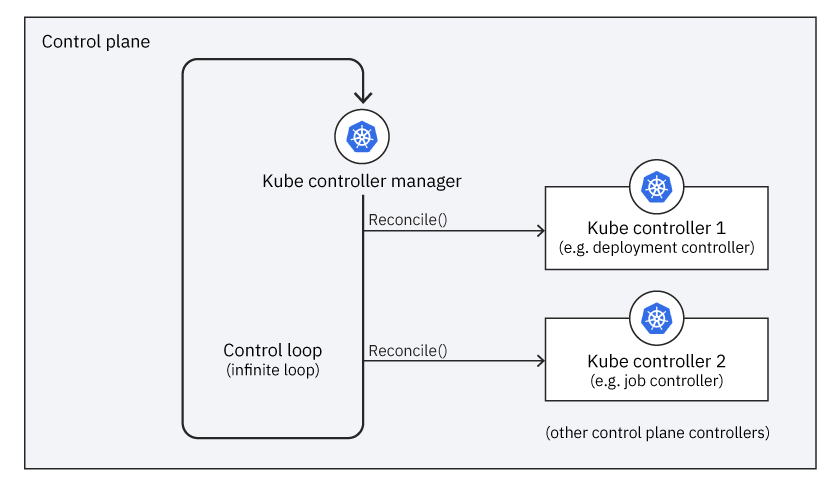 Control plane
Kube controller manager
Reconcile()
Kube controller 1
(e.g. deployment controller)
Control loop
(infinite loop)
Reconcile()
Kube controller 2
(e.g. job controller)
(other control plane controllers)